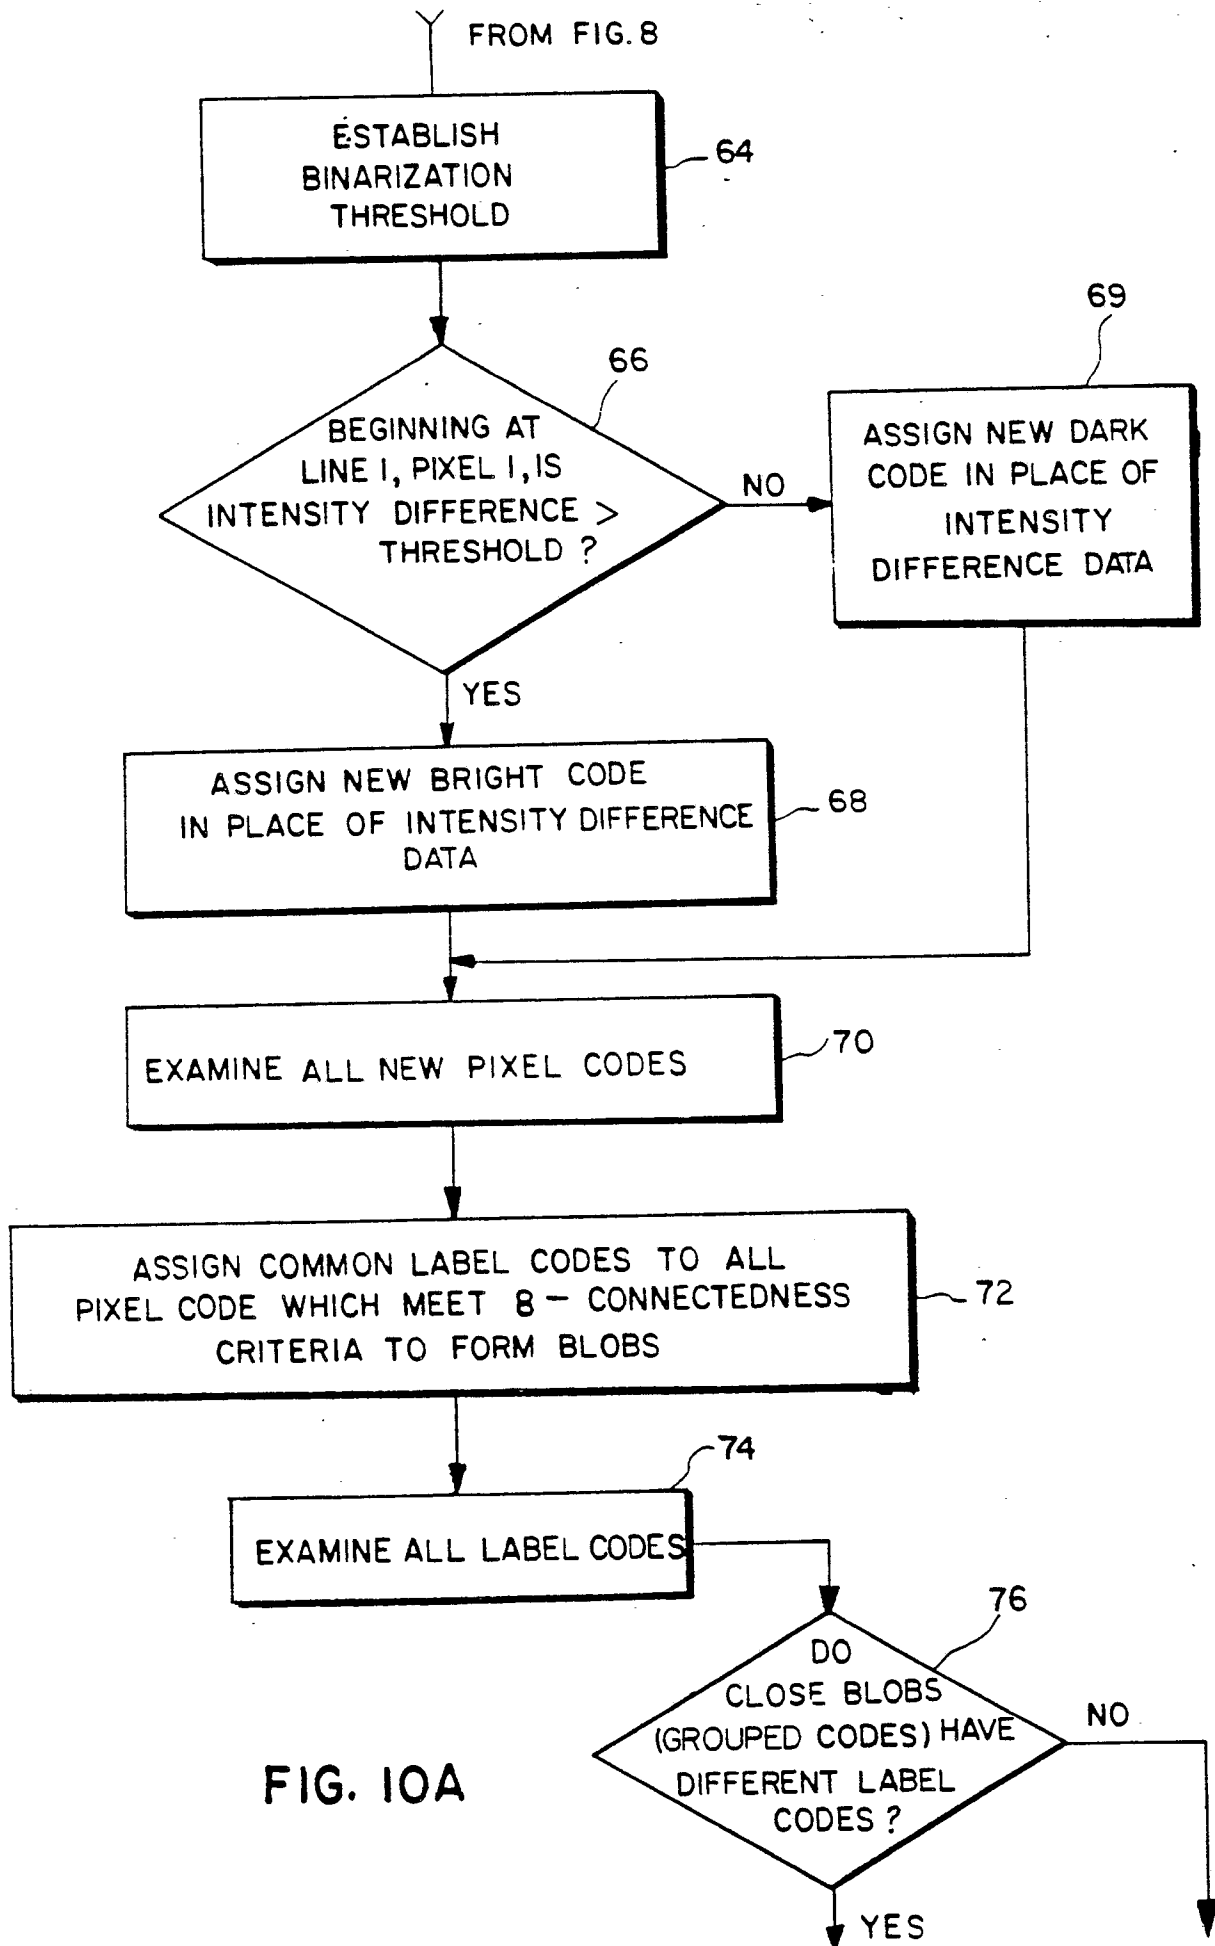 FROM FIG. 8
ESTABLISH
BINARIZATION
THRESHOLD
64
66
BEGINNING AT
LINE 1, PIXEL 1, IS
INTENSITY DIFFERENCE >
THRESHOLD ?
NO
69
ASSIGN NEW DARK
CODE IN PLACE OF
INTENSITY
DIFFERENCE DATA
YES
ASSIGN NEW BRIGHT CODE
IN PLACE OF INTENSITY DIFFERENCE
DATA
68
EXAMINE ALL NEW PIXEL CODES
70
ASSIGN COMMON LABEL CODES TO ALL
PIXEL CODE WHICH MEET 8 - CONNECTEDNESS
CRITERIA TO FORM BLOBS
72
74
EXAMINE ALL LABEL CODES
76
DO
CLOSE BLOBS
(GROUPED CODES) HAVE
DIFFERENT LABEL
CODES ?
NO
YES
FIG. 10A